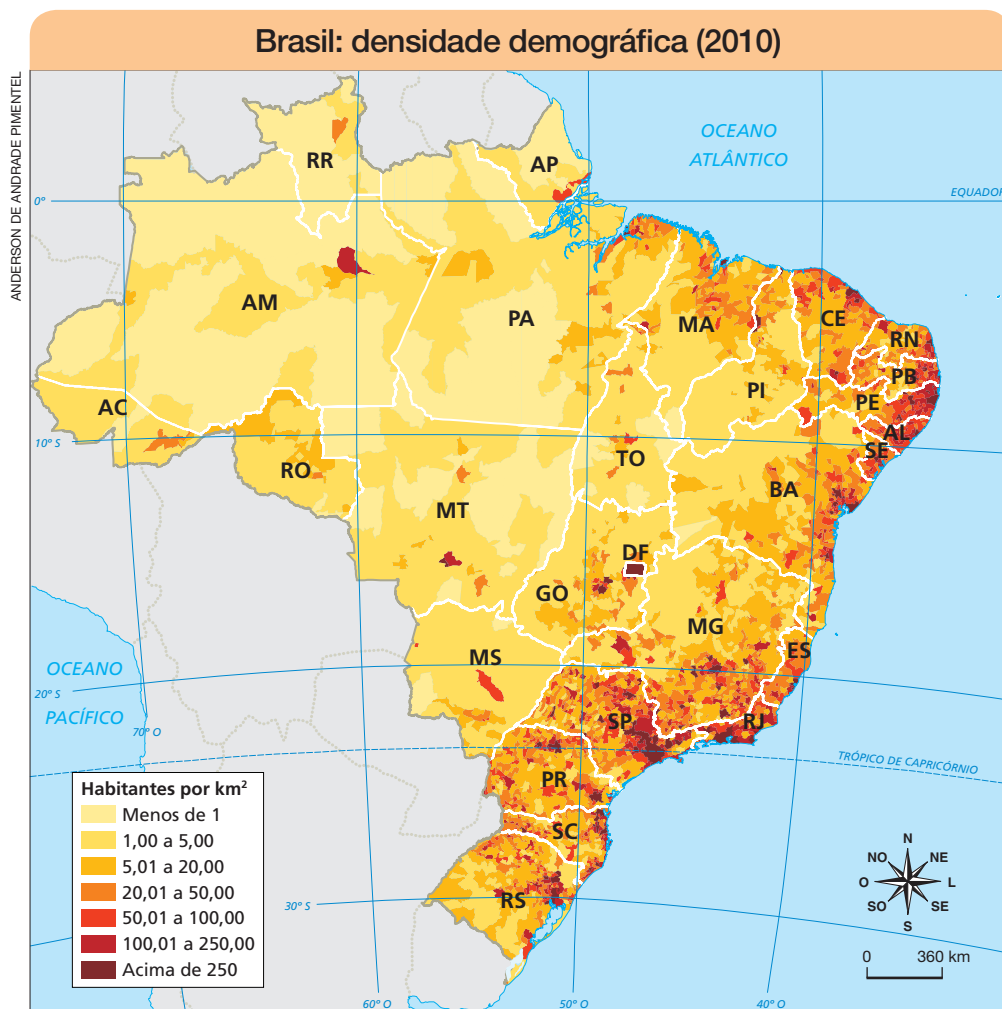 Brasil: densidade demográfica (2010)
ANDERSON DE ANDRADE PIMENTEL
OCEANO
ATLÂNTICO
RR
AP
EQUADOR
0°
AM
PA
MA
CE
RN
PB
PI
PE
AC
AL
10° S
SE
TO
RO
BA
MT
DF
GO
MG
ES
MS
OCEANO
PACÍFICO
20° S
70° O
SP
RJ
TRÓPICO DE CAPRICÓRNIO
PR
SC
RS
30° S
Habitantes por km²
Menos de 1
1,00 a 5,00
5,01 a 20,00
20,01 a 50,00
50,01 a 100,00
100,01 a 250,00
Acima de 250
N
NO
NE
O
L
SO
SE
S
0 360 km
60° O
50° O
40° O